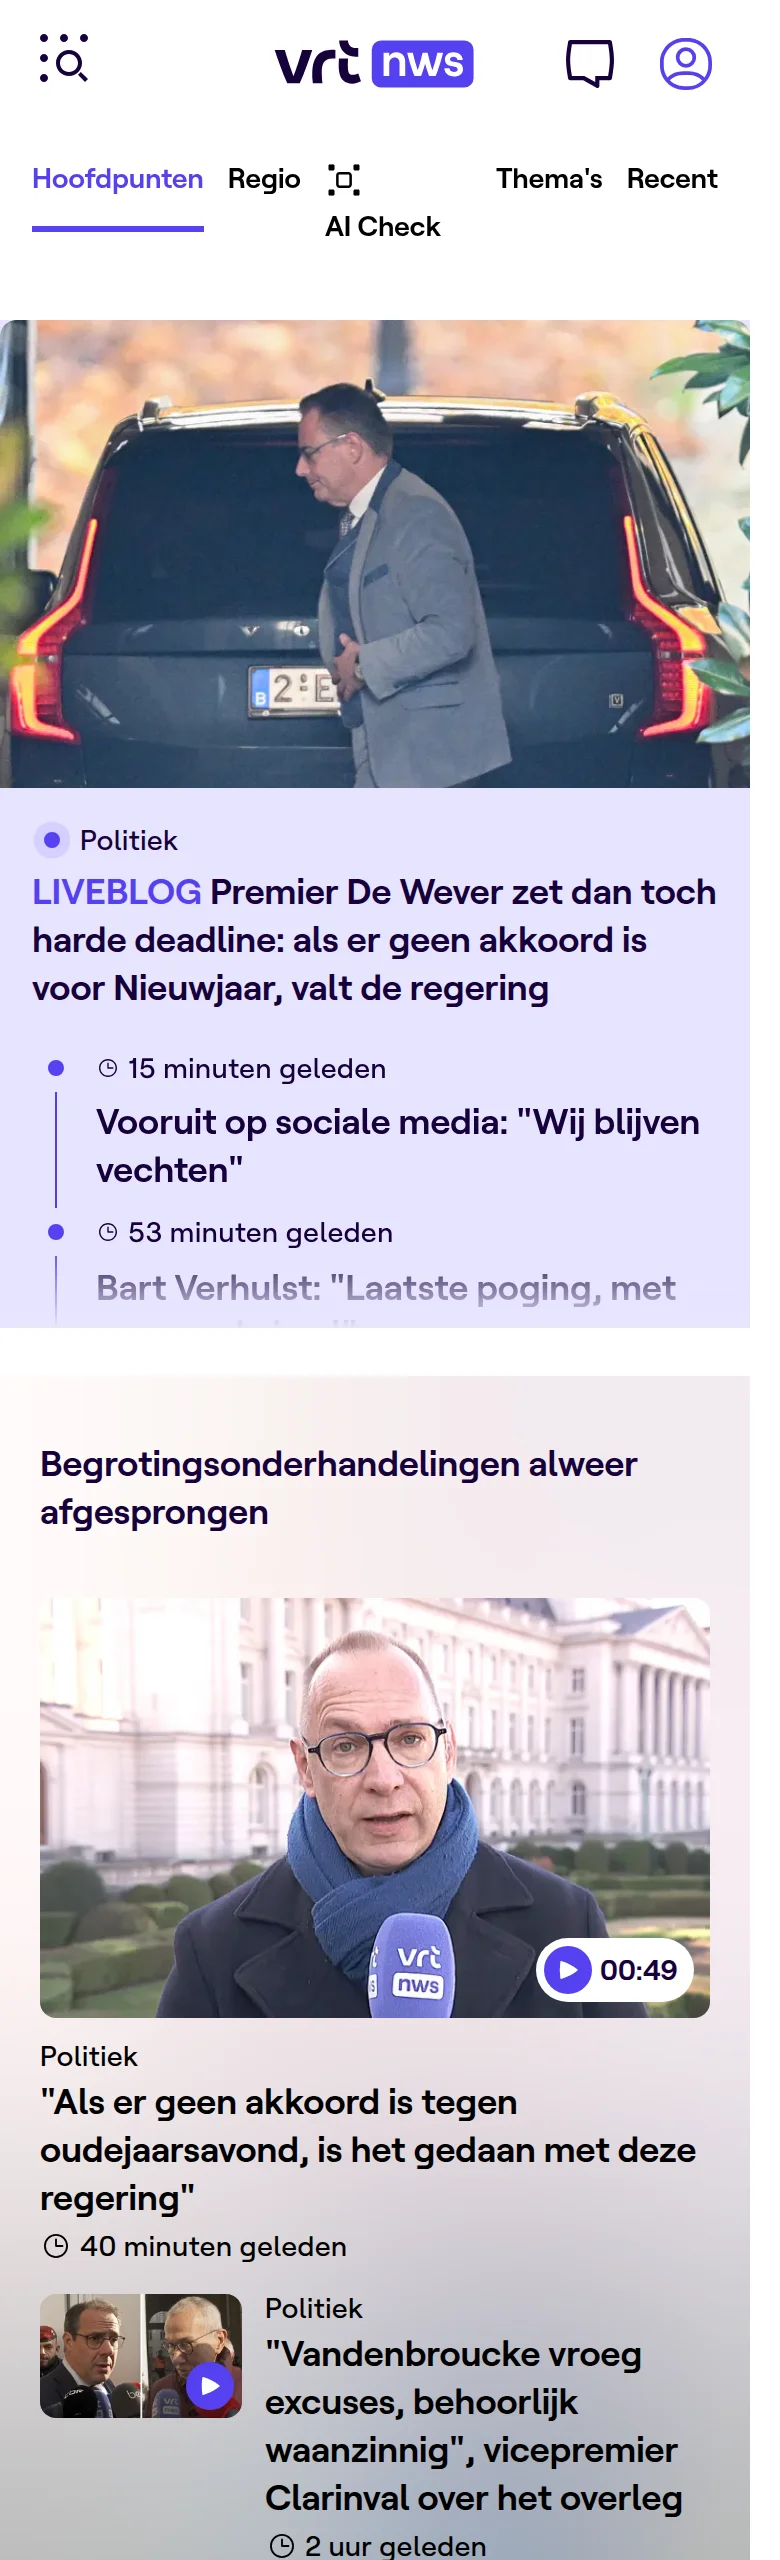 vrt nws
Hoofdpunten Regio AI Check Thema's Recent
B 2
Politiek
LIVEBLOG Premier De Wever zet dan toch
harde deadline: als er geen akkoord is
voor Nieuwjaar, valt de regering
15 minuten geleden
Vooruit op sociale media: "Wij blijven
vechten"
53 minuten geleden
Bart Verhulst: "Laatste poging, met
Begrotingsonderhandelingen alweer
afgesprongen
vrt
nws
00:49
Politiek
"Als er geen akkoord is tegen
oudejaarsavond, is het gedaan met deze
regering"
40 minuten geleden
Politiek
"Vandenbroucke vroeg
excuses, behoorlijk
waanzinnig", vicepremier
Clarinval over het overleg
2 uur geleden